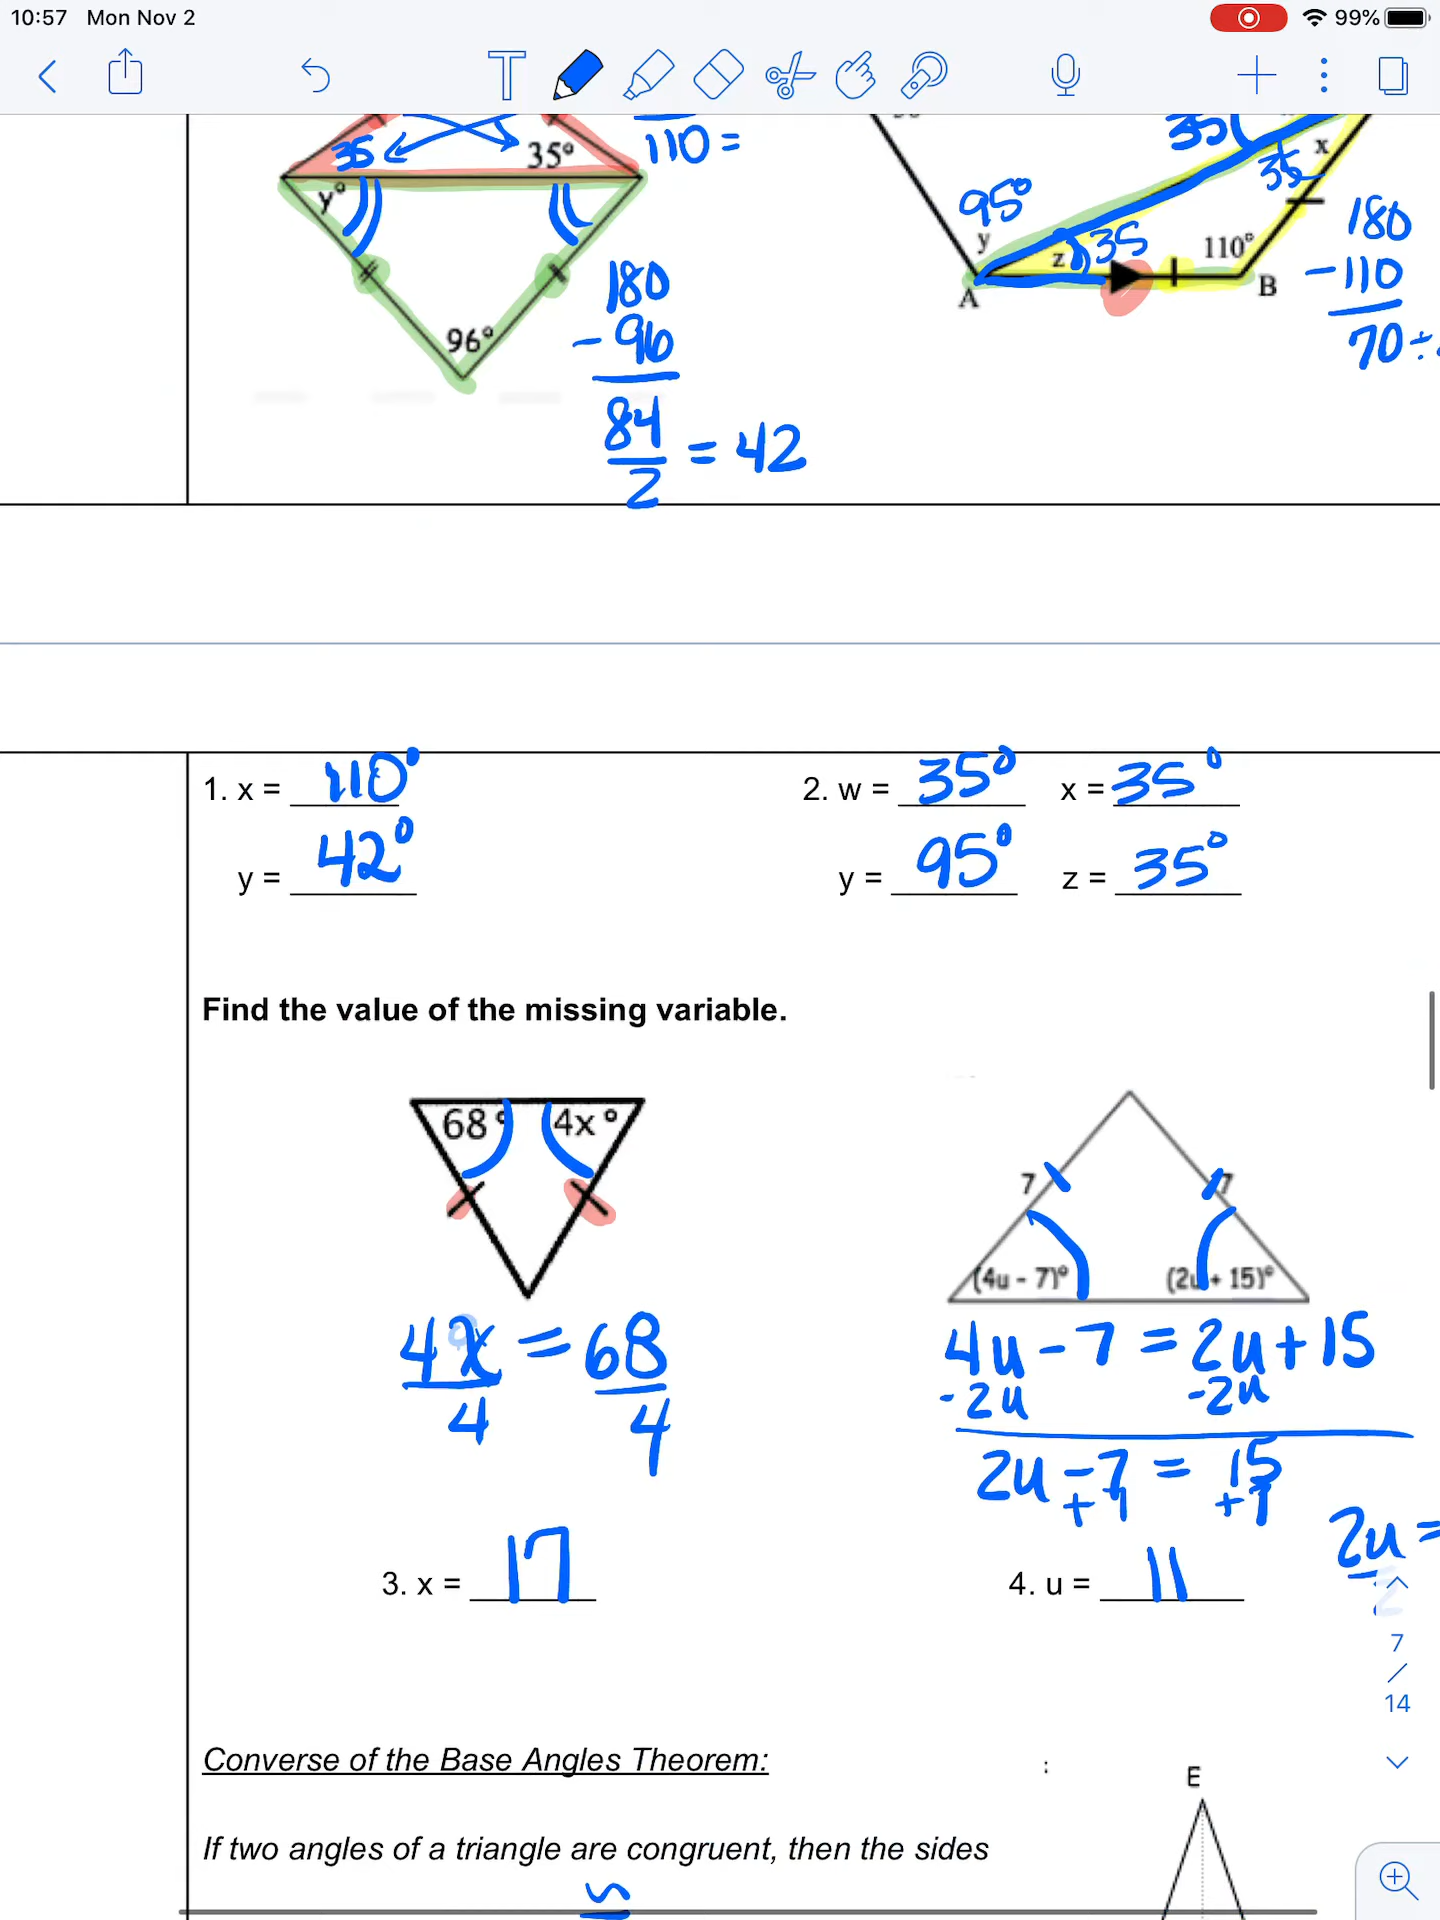 10:57 Mon Nov 2 99%
35 35° 110 =
y°
96°
180
- 96
84
2 = 42
35 x
35
95°
y z 35 110°
A B
180
-110
70 ÷
1. x = 110° 2. w = 35° x = 35°
y = 42° y = 95° z = 35°
Find the value of the missing variable.
68° 4x°
4x = 68
4 4
3. x = 17
7 7
(4u - 7)° (2u + 15)°
4u - 7 = 2u + 15
-2u -2u
2u - 7 = 15
+7 +7
2u =
2
4. u = 11
7
/
14
Converse of the Base Angles Theorem:
: E
If two angles of a triangle are congruent, then the sides